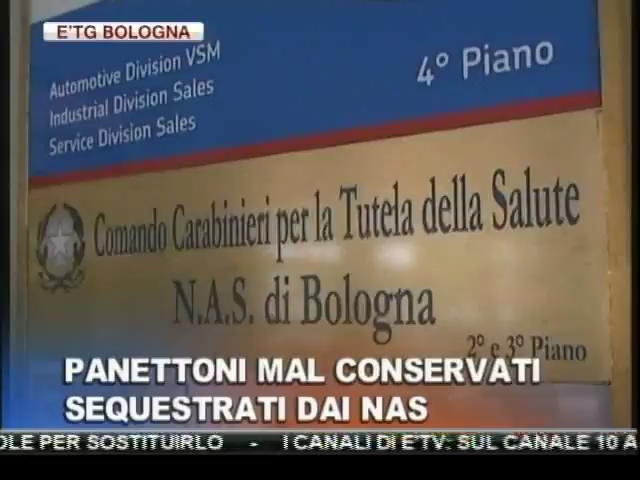 E'TG BOLOGNA
Automotive Division VSM
Industrial Division Sales
Service Division Sales
4° Piano
Comando Carabinieri per la Tutela della Salute
N.A.S. di Bologna
2° e 3° Piano
PANETTONI MAL CONSERVATI
SEQUESTRATI DAI NAS
OLE PER SOSTITUIRLO - I CANALI DI E'TV: SUL CANALE 10 A